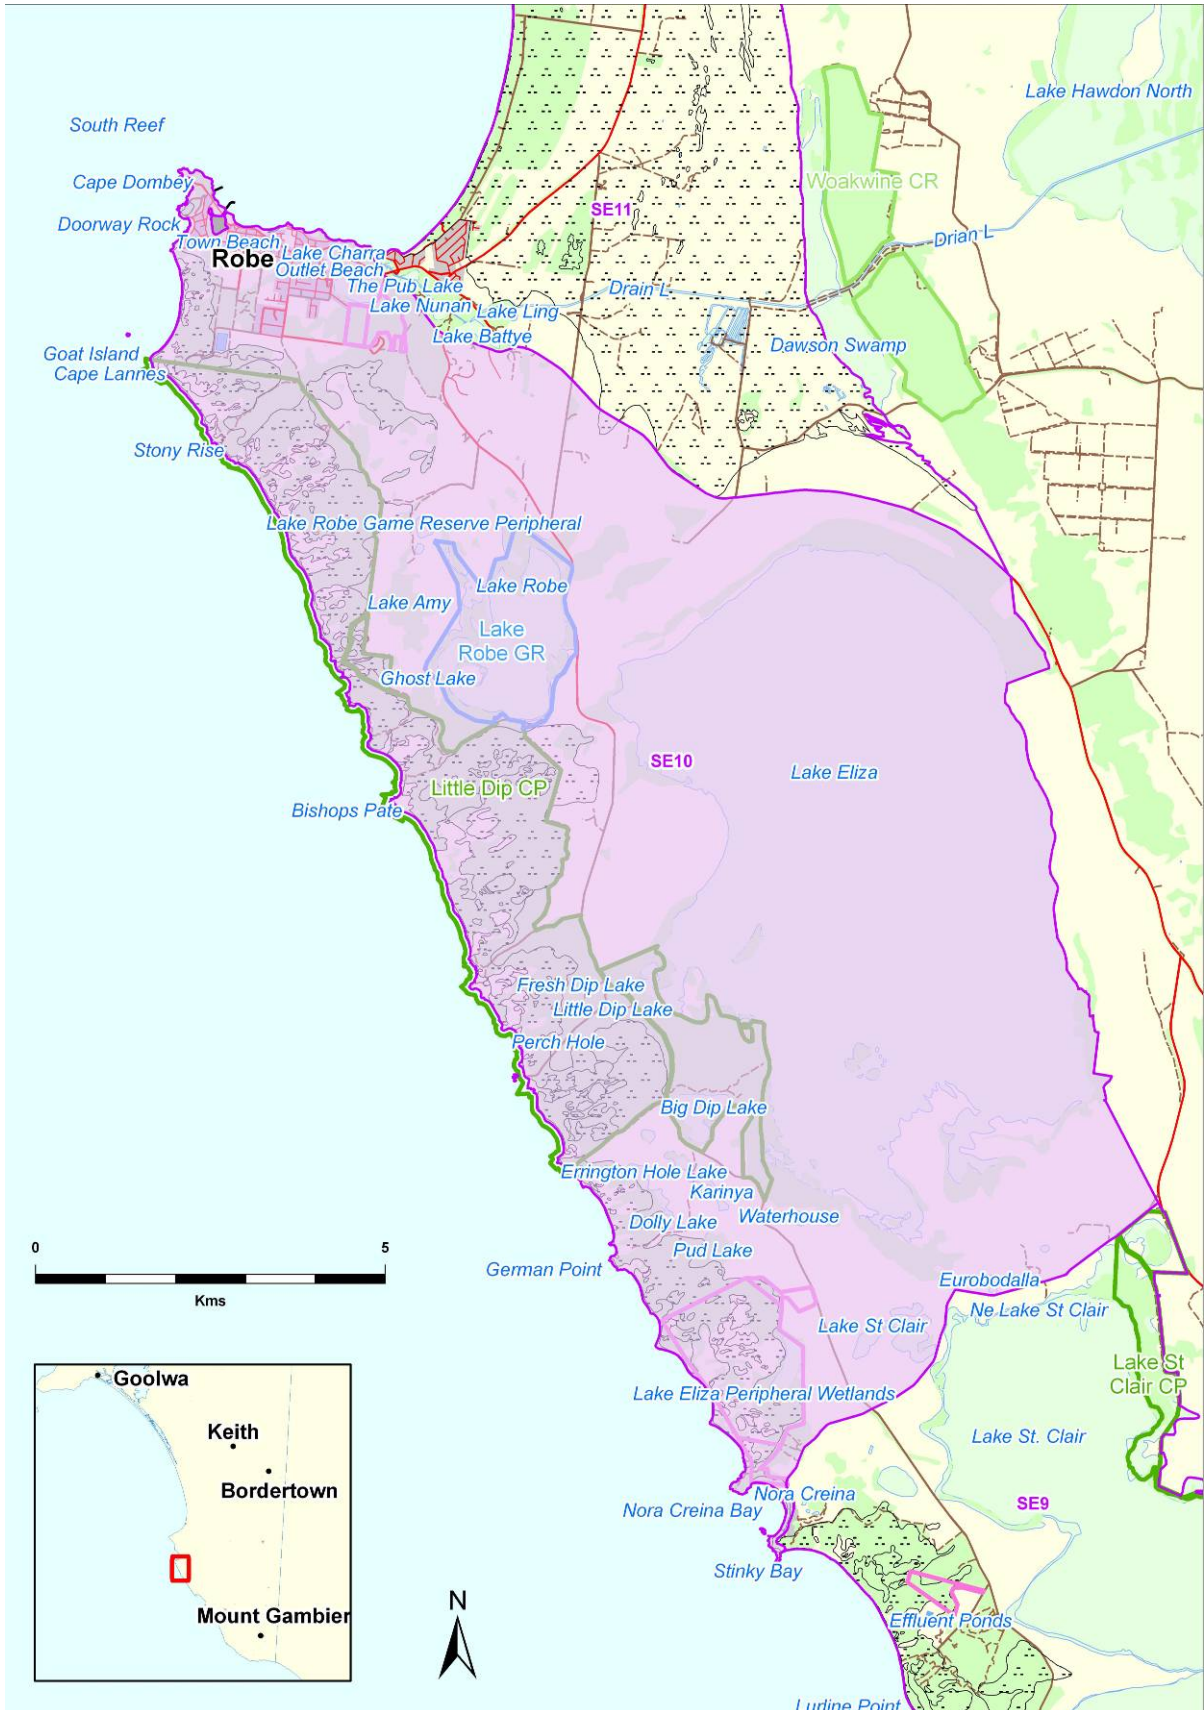 Lake Hawdon North
South Reef
Cape Dombey
Woakwine CR
SE11
Doorway Rock
Town Beach
Drian L
Robe
Lake Charra
Outlet Beach
The Pub Lake
Drain L
Lake Nunan
Lake Ling
Lake Battye
Dawson Swamp
Goat Island
Cape Lannes
Stony Rise
Lake Robe Game Reserve Peripheral
Lake Robe
Lake Amy
Lake
Robe GR
Ghost Lake
SE10
Lake Eliza
Little Dip CP
Bishops Pate
Fresh Dip Lake
Little Dip Lake
Perch Hole
Big Dip Lake
Errington Hole Lake
Karinya
Waterhouse
Dolly Lake
Pud Lake
0
5
Kms
German Point
Eurobodalla
Ne Lake St Clair
Lake St Clair
Lake St
Clair CP
Lake Eliza Peripheral Wetlands
Lake St. Clair
Goolwa
Keith
Bordertown
Mount Gambier
Nora Creina
Nora Creina Bay
SE9
Stinky Bay
N
Effluent Ponds
Lurline Point